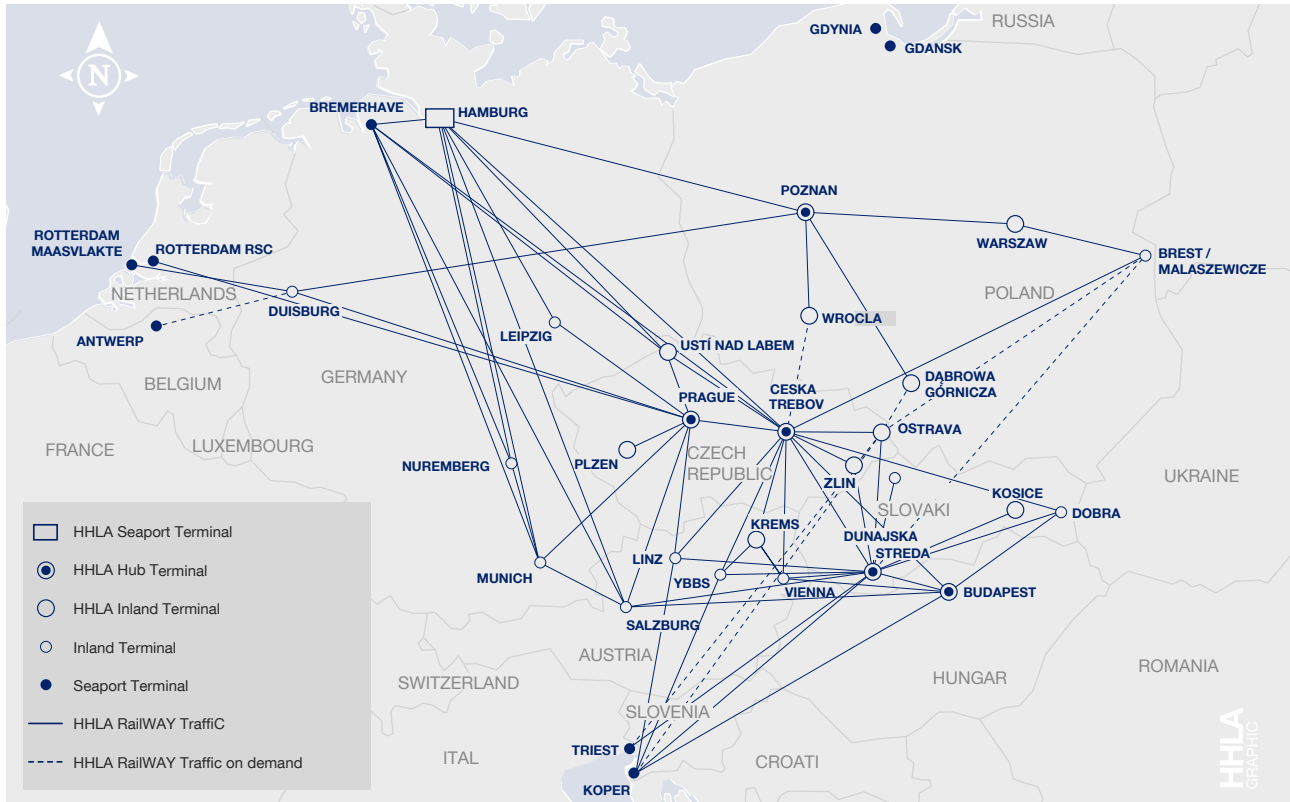 RUSSIA
GDYNIA
GDANSK
N
BREMERHAVE
HAMBURG
POZNAN
WARSZAW
BREST /
MALASZEWICZE
ROTTERDAM
MAASVLAKTE
ROTTERDAM RSC
NETHERLANDS
DUISBURG
ANTWERP
LEIPZIG
USTÍ NAD LABEM
WROCLA
POLAND
BELGIUM
GERMANY
DABROWA
GÓRNICZA
PRAGUE
CESKA
TREBOV
OSTRAVA
FRANCE
LUXEMBOURG
NUREMBERG
PLZEN
CZECH
REPUBLIC
ZLIN
UKRAINE
KOSICE
SLOVAKI
DOBRA
KREMS
DUNAJSKA
STREDA
MUNICH
LINZ
YBBS
VIENNA
BUDAPEST
SALZBURG
AUSTRIA
SWITZERLAND
HUNGAR
ROMANIA
SLOVENIA
TRIEST
ITAL
CROATI
KOPER
HHLA Seaport Terminal
HHLA Hub Terminal
HHLA Inland Terminal
Inland Terminal
Seaport Terminal
HHLA RailWAY TraffiC
HHLA RailWAY Traffic on demand
HHLA
GRAPHIC